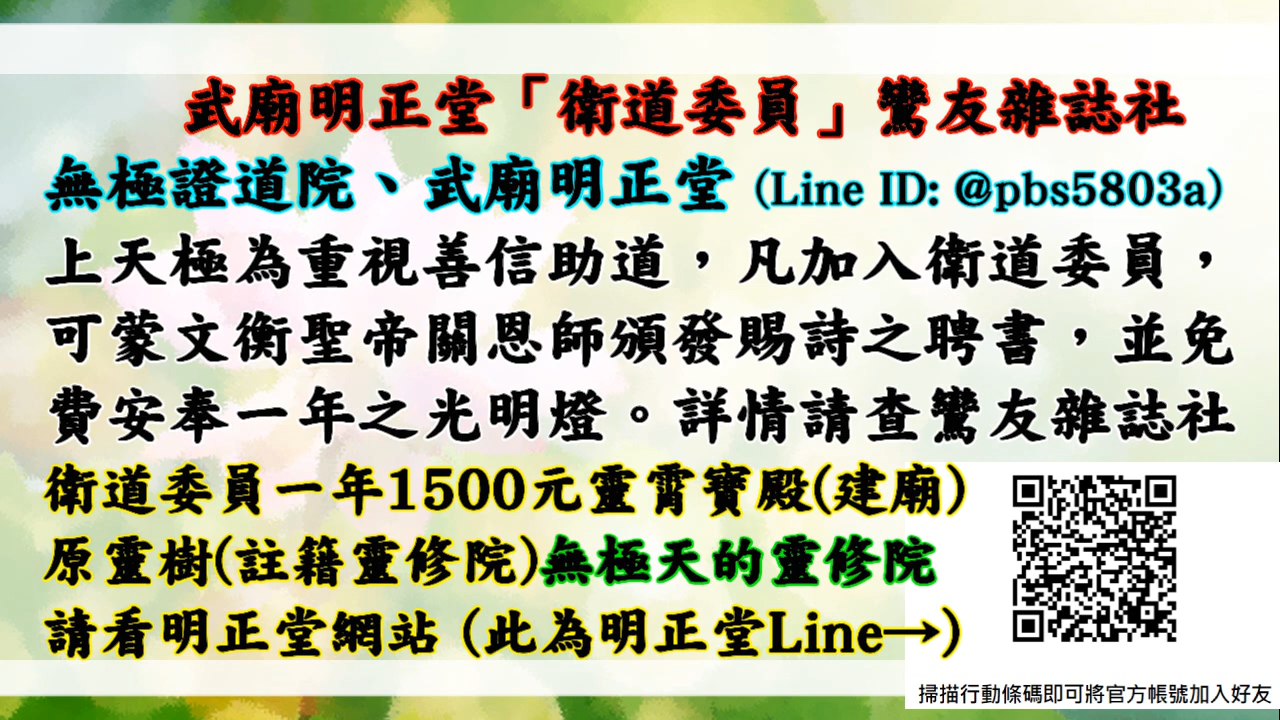 武廟明正堂「衛道委員」鸞友雜誌社
無極證道院、武廟明正堂 (Line ID: @pbs5803a)
上天極為重視善信助道，凡加入衛道委員，
可蒙文衡聖帝關恩師頒發賜詩之聘書，並免
費安奉一年之光明燈。詳情請查鸞友雜誌社
衛道委員一年1500元靈霄寶殿(建廟)
原靈樹(註籍靈修院)無極天的靈修院
請看明正堂網站 (此為明正堂Line→)
掃描行動條碼即可將官方帳號加入好友